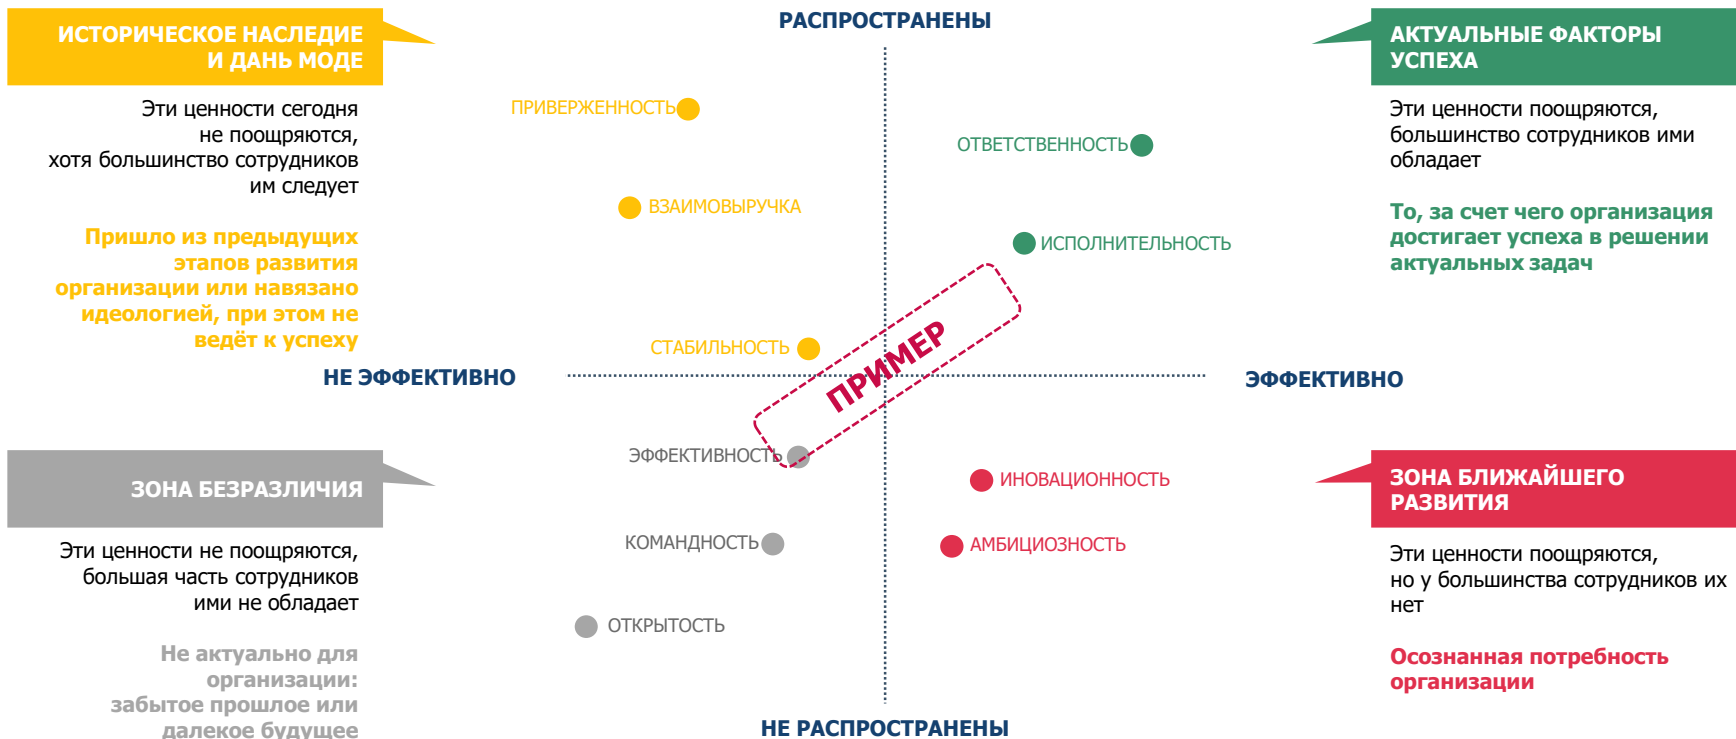 РАСПРОСТРАНЕНЫ
ИСТОРИЧЕСКОЕ НАСЛЕДИЕ
И ДАНЬ МОДЕ
Эти ценности сегодня
не поощряются,
хотя большинство сотрудников
им следует
Пришло из предыдущих
этапов развития
организации или навязано
идеологией, при этом не
ведёт к успеху
АКТУАЛЬНЫЕ ФАКТОРЫ
УСПЕХА
Эти ценности поощряются,
большинство сотрудников ими
обладает
То, за счет чего организация
достигает успеха в решении
актуальных задач
ПРИВЕРЖЕННОСТЬ
ОТВЕТСТВЕННОСТЬ
ВЗАИМОВЫРУЧКА
ИСПОЛНИТЕЛЬНОСТЬ
СТАБИЛЬНОСТЬ
ПРИМЕР
НЕ ЭФФЕКТИВНО
ЭФФЕКТИВНО
ЭФФЕКТИВНОСТЬ
ИНОВАЦИОННОСТЬ
КОМАНДНОСТЬ
АМБИЦИОЗНОСТЬ
ОТКРЫТОСТЬ
ЗОНА БЕЗРАЗЛИЧИЯ
Эти ценности не поощряются,
большая часть сотрудников
ими не обладает
Не актуально для
организации:
забытое прошлое или
далекое будущее
ЗОНА БЛИЖАЙШЕГО
РАЗВИТИЯ
Эти ценности поощряются,
но у большинства сотрудников их
нет
Осознанная потребность
организации
НЕ РАСПРОСТРАНЕНЫ